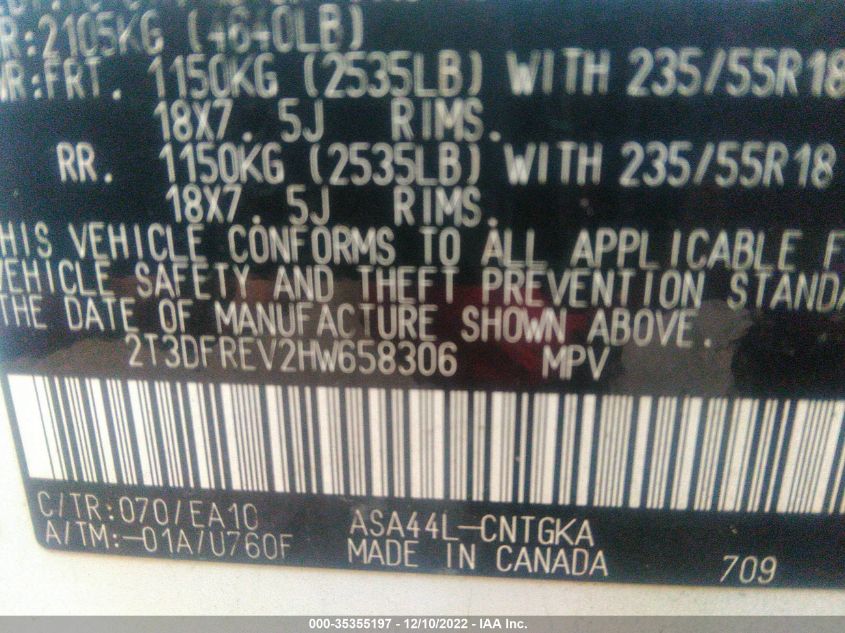 R:2105KG (4640LB)
WR:FRT. 1150KG (2535LB) WITH 235/55R18
18X7.5J RIMS.
RR. 1150KG (2535LB) WITH 235/55R18
18X7.5J RIMS.
HIS VEHICLE CONFORMS TO ALL APPLICABLE F
VEHICLE SAFETY AND THEFT PREVENTION STANDA
THE DATE OF MANUFACTURE SHOWN ABOVE.
2T3DFREV2HW658306 MPV
C/TR:070/EA10 ASA44L-CNTGKA
A/TM:-01A/U760F MADE IN CANADA 709
000-35355197 - 12/10/2022 - IAA Inc.